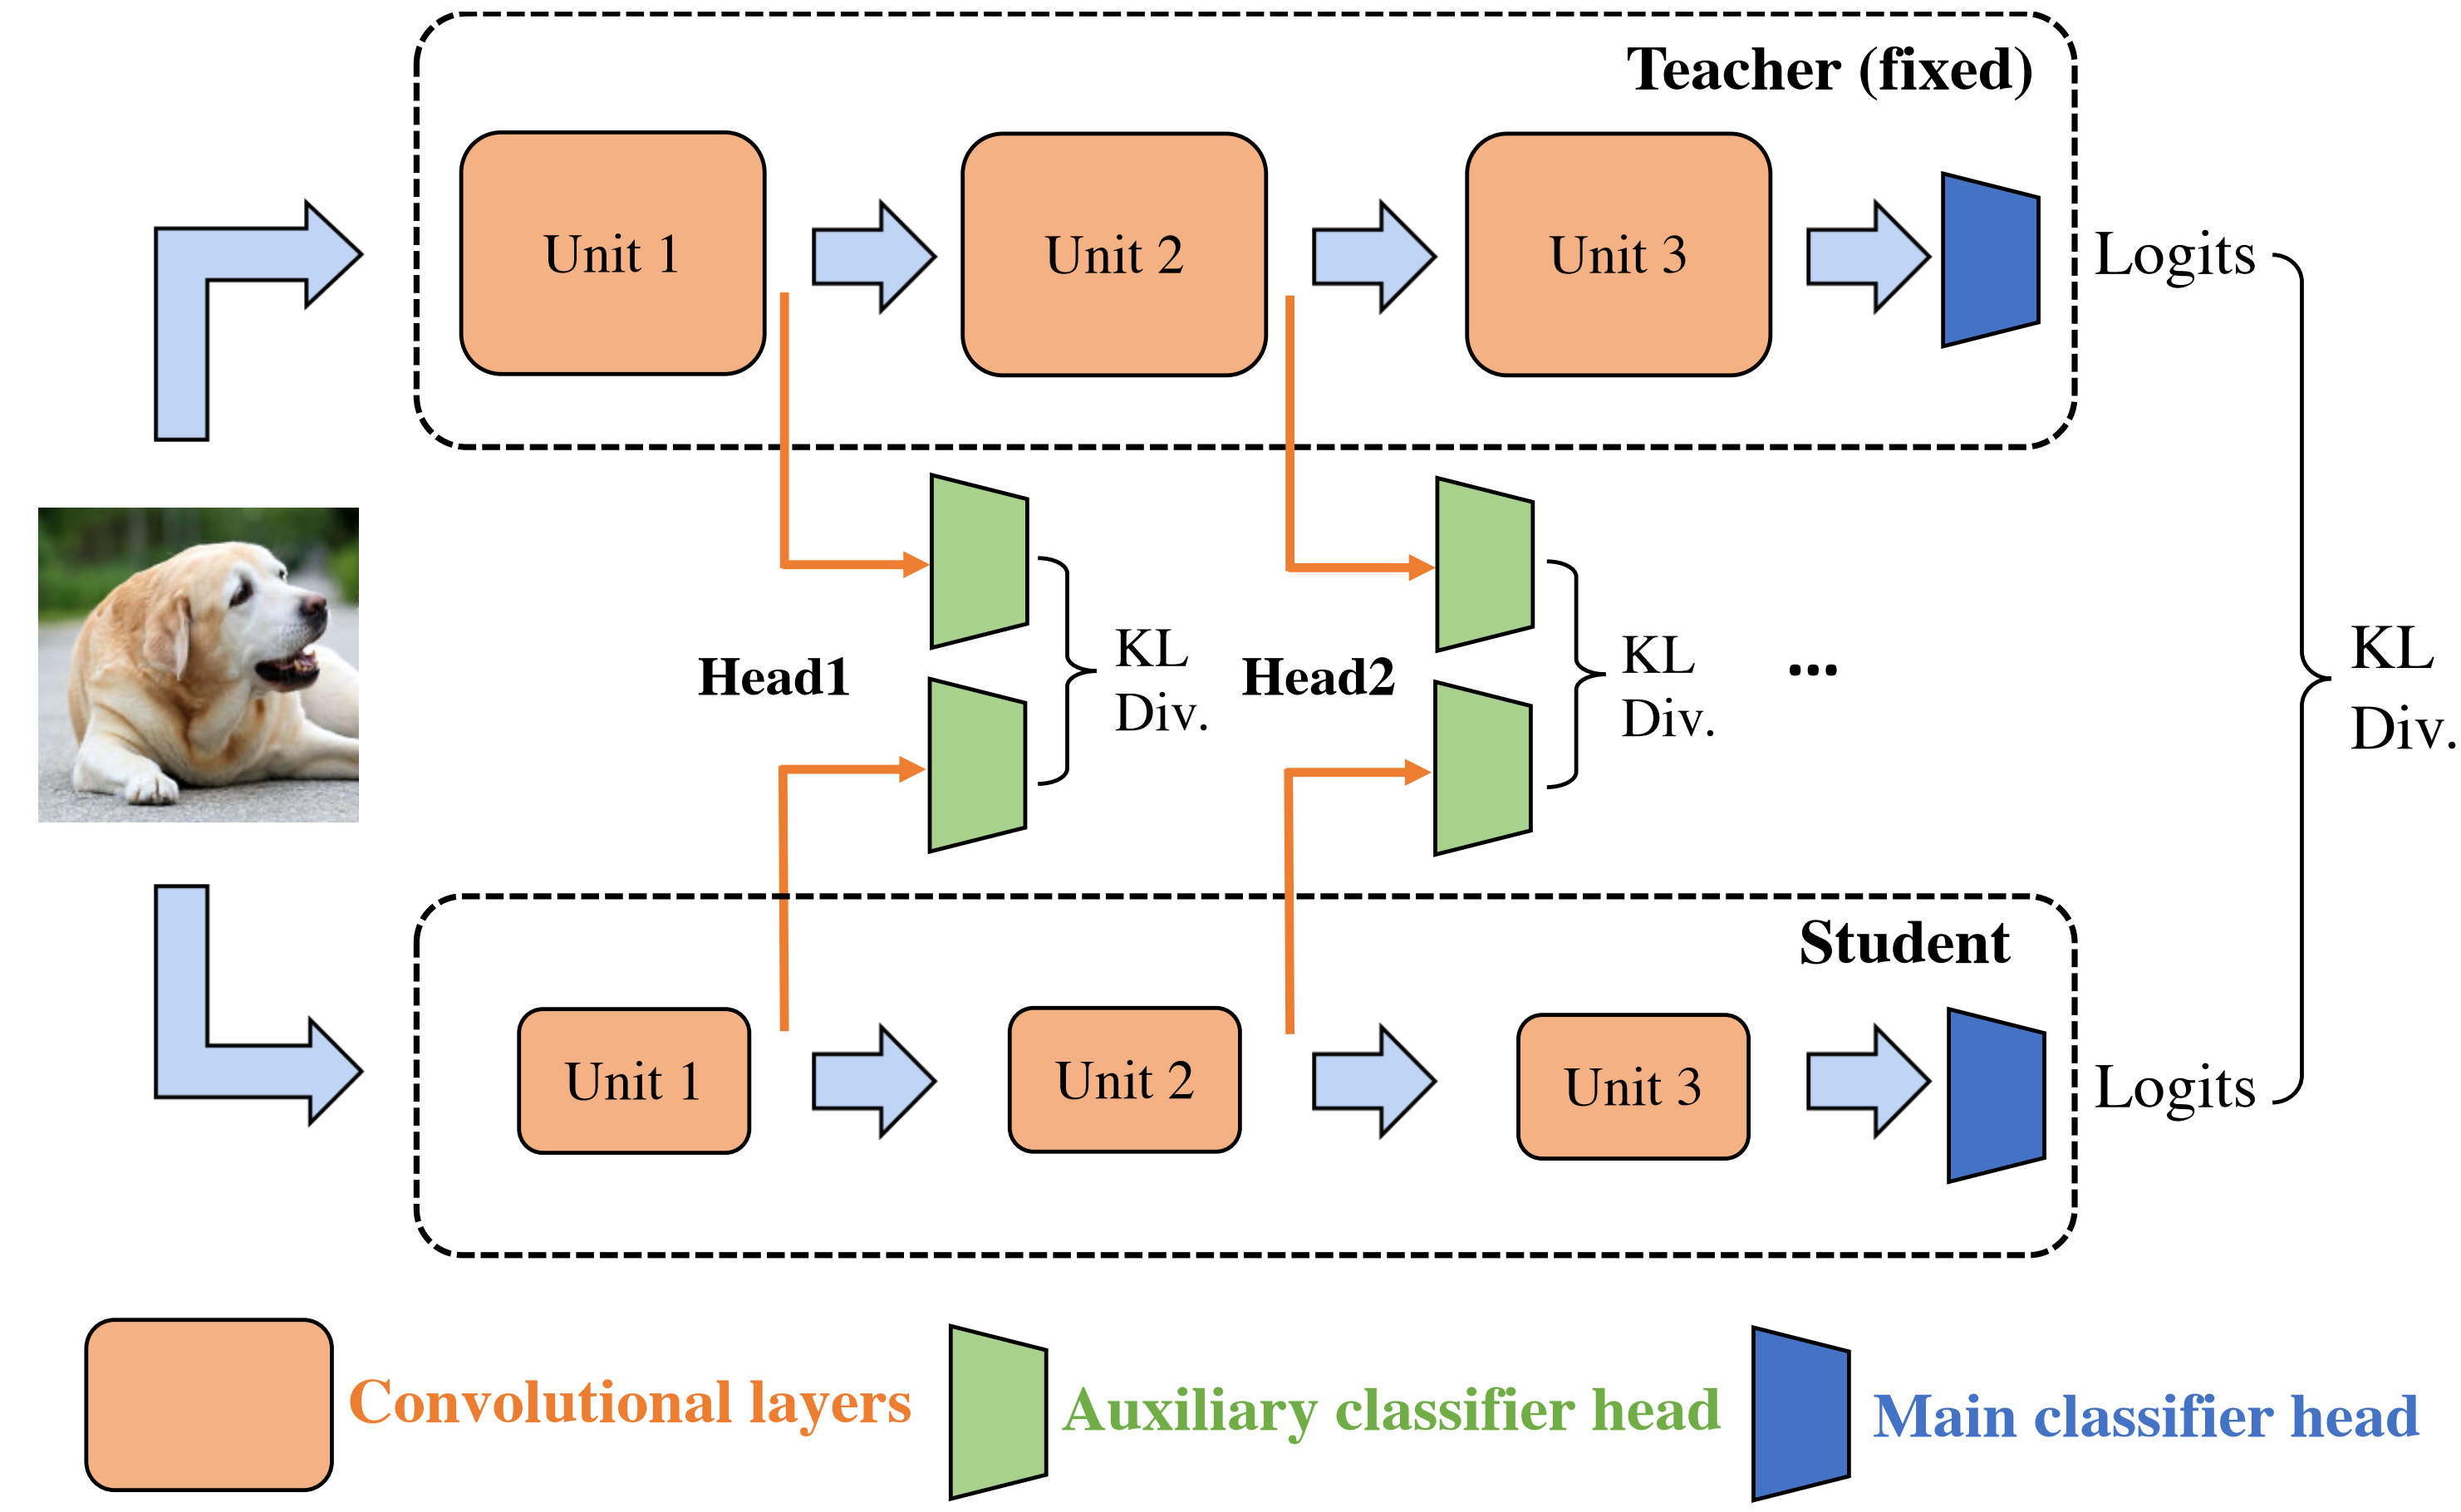 Teacher (fixed)
Unit 1
Unit 2
Unit 3
Logits
Head1
KL
Div.
Head2
KL
Div.
...
KL
Div.
Student
Unit 1
Unit 2
Unit 3
Logits
Convolutional layers
Auxiliary classifier head
Main classifier head